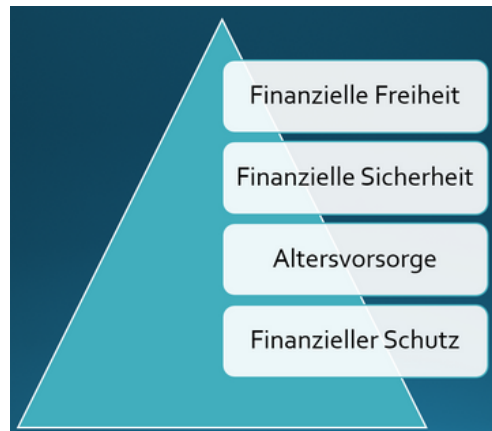 Finanzielle Freiheit
Finanzielle Sicherheit
Altersvorsorge
Finanzieller Schutz